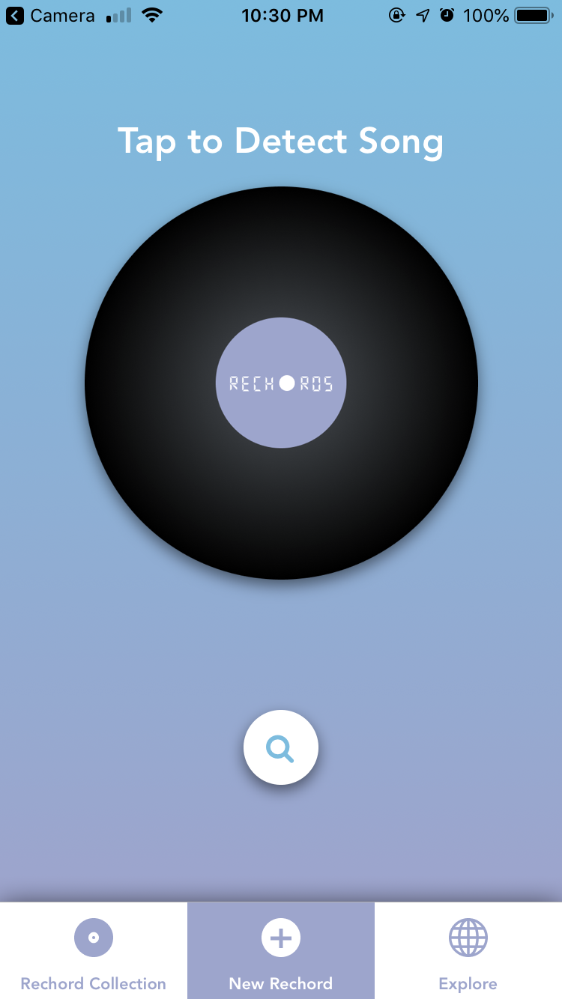 Camera 10:30 PM 100%
Tap to Detect Song
RECH RDS
Rechord Collection New Rechord Explore